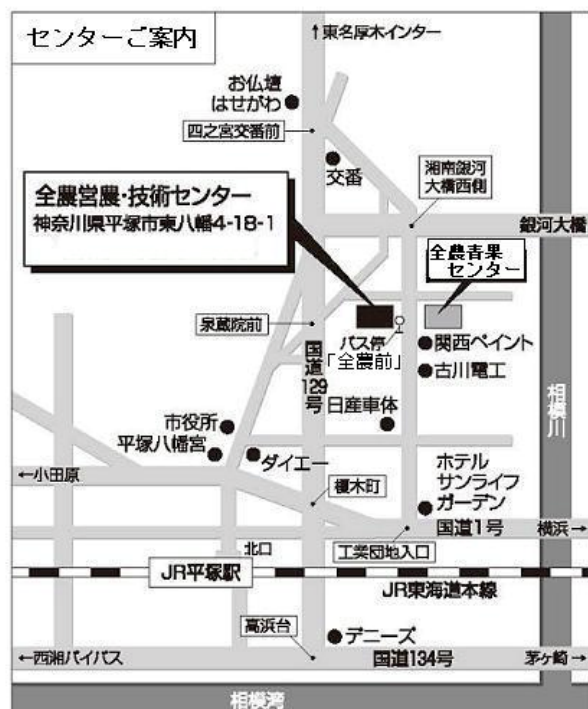 センターご案内
↑東名厚木インター
お仏壇
はせがわ
四之宮交番前
交番
湘南銀河
大橋西側
全農営農・技術センター
神奈川県平塚市東八幡4-18-1
銀河大橋
全農青果
センター
泉蔵院前
バス停
「全農前」
関西ペイント
古川電工
国道129号
日産車体
相模川
市役所
平塚八幡宮
ダイエー
←小田原
榎木町
ホテル
サンライフ
ガーデン
国道1号
横浜→
北口
工業団地入口
JR平塚駅
JR東海道本線
高浜台
デニーズ
←西湘バイパス
国道134号
茅ヶ崎→
相模湾